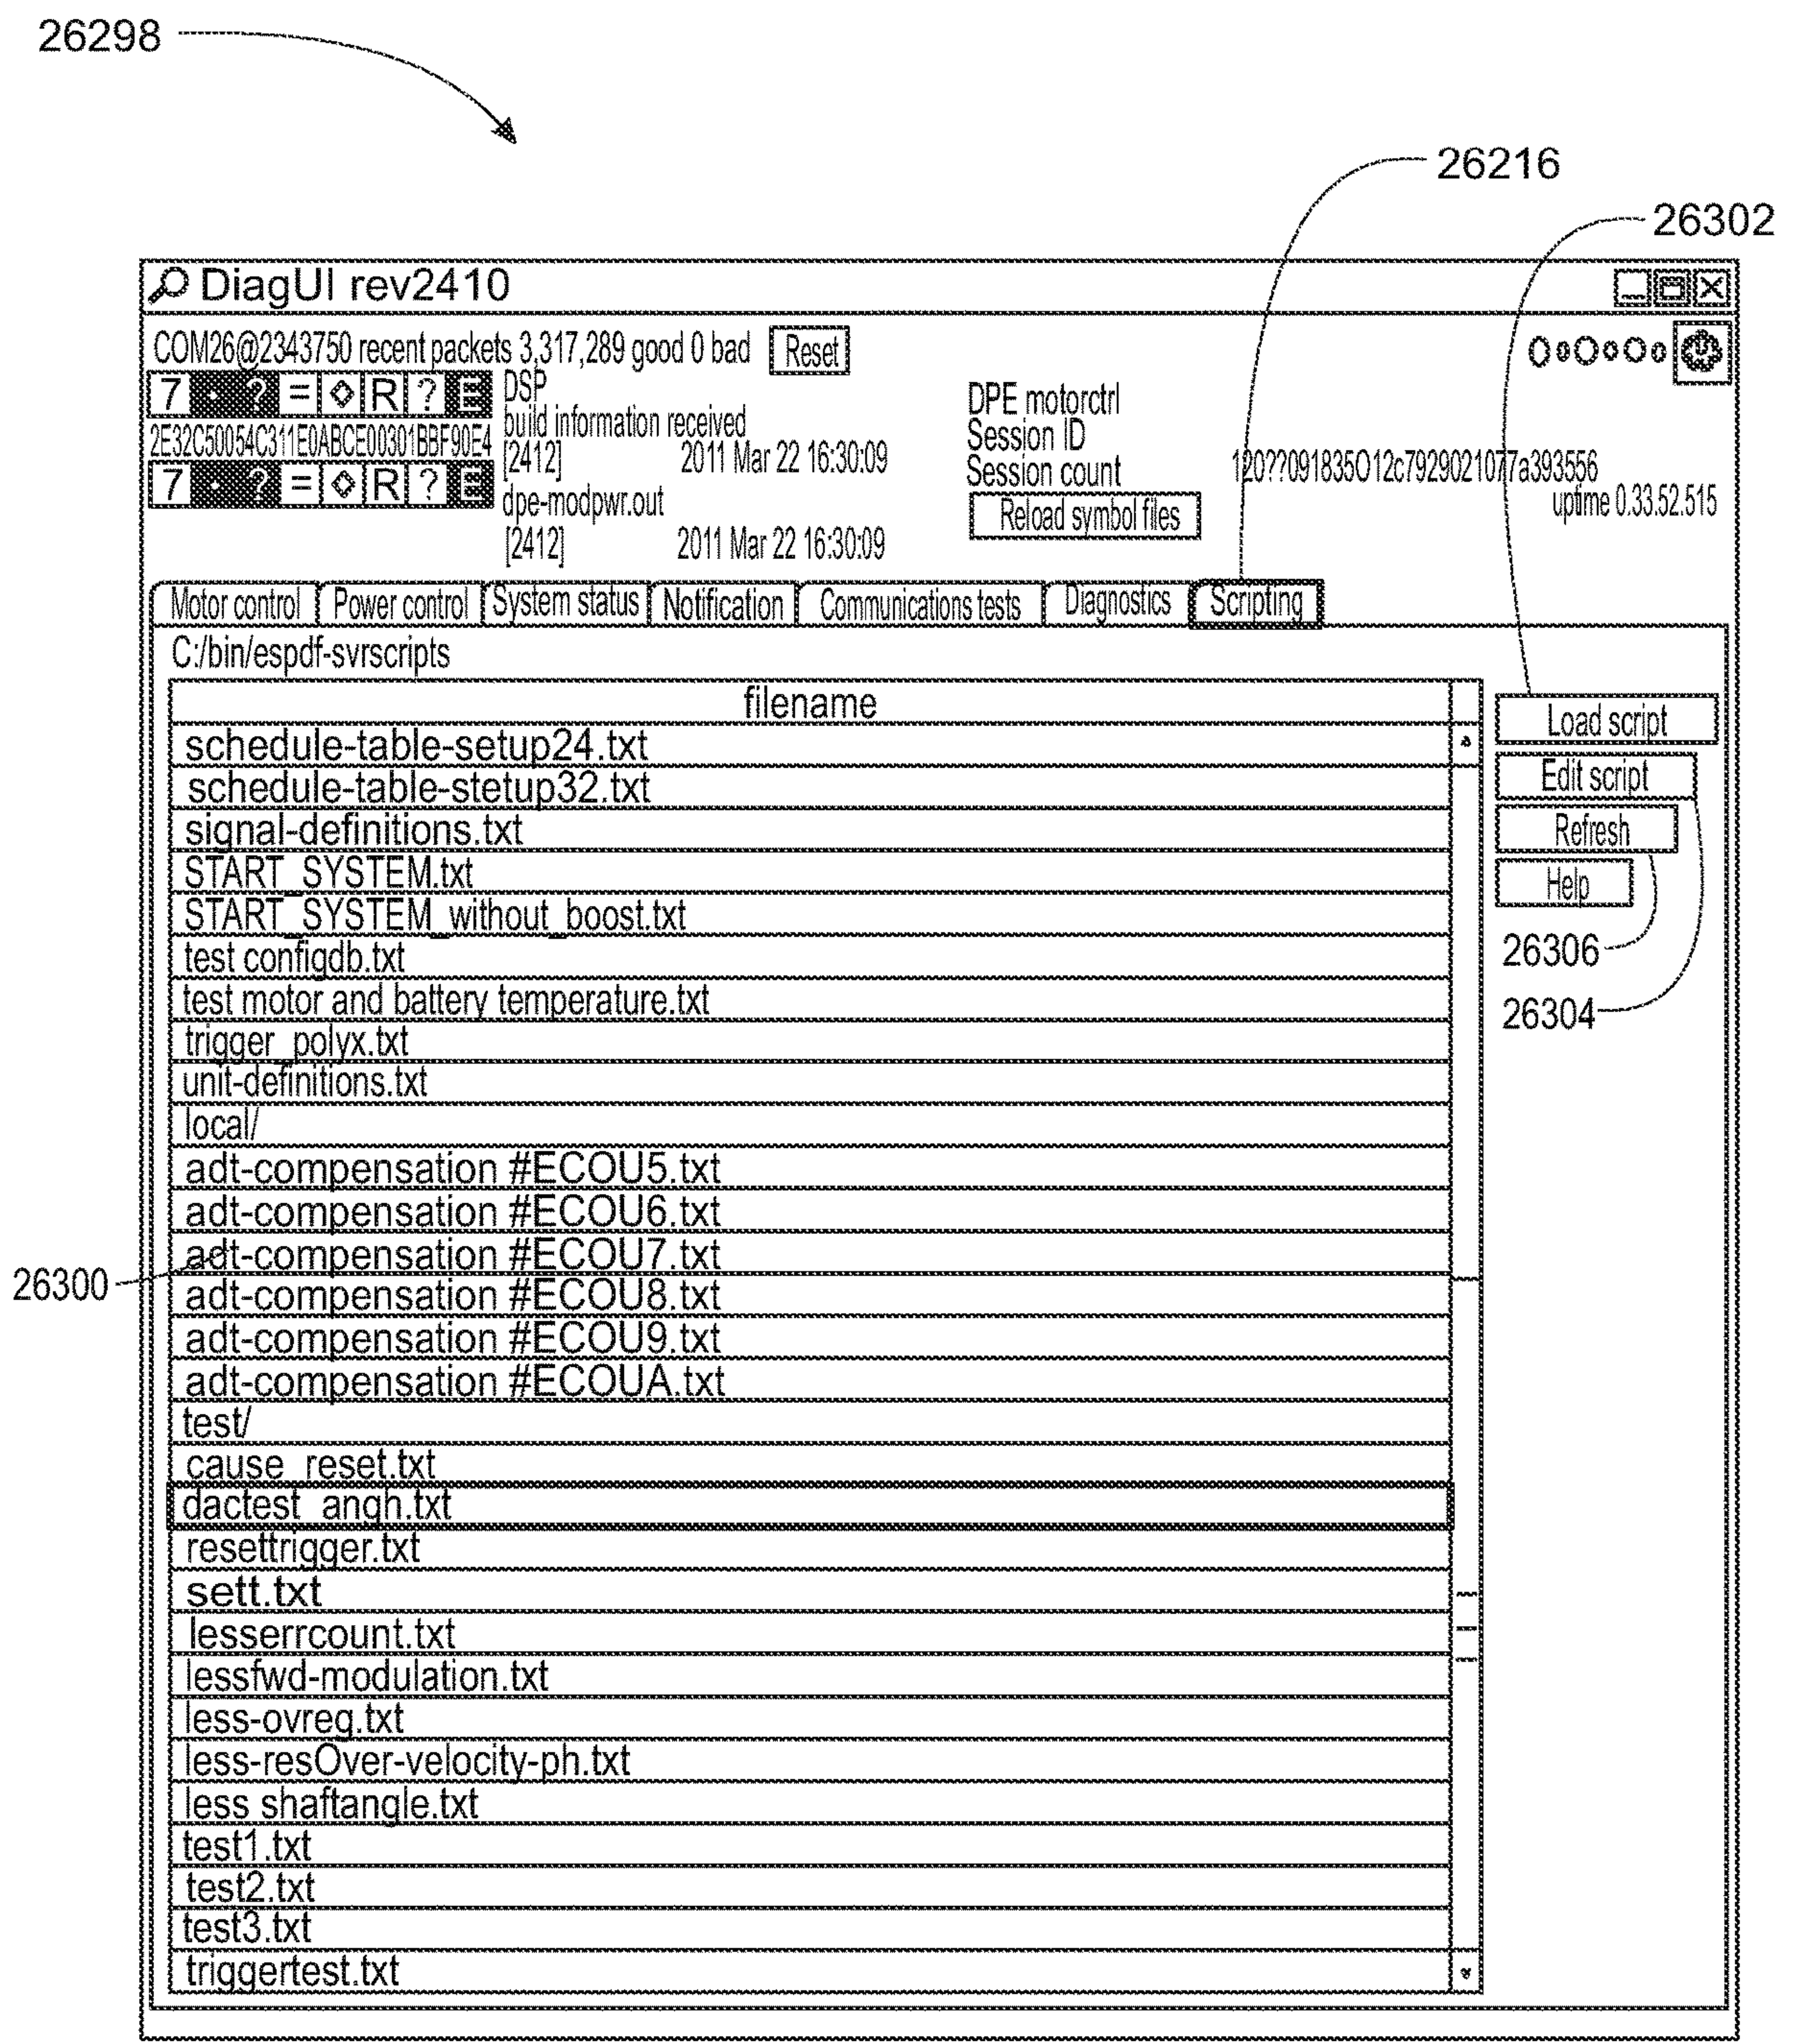 26298
26216
26302
DiagUI rev2410
COM26@2343750 recent packets 3,317,289 good 0 bad Reset
7 · ? = ◇ R ? E
DSP
build information received
2E32C50054C311E0ABCE00301BBF90E4
[2412] 2011 Mar 22 16:30:09
7 · ? = ◇ R ? E
dpe-modpwr.out
[2412] 2011 Mar 22 16:30:09
DPE motorctrl
Session ID
Session count
120??091835O12c7929021077a393556
uptime 0.33.52.515
Reload symbol files
Motor control Power control System status Notification Communications tests Diagnostics Scripting
C:/bin/espdf-svrscripts
filename
schedule-table-setup24.txt
schedule-table-stetup32.txt
signal-definitions.txt
START_SYSTEM.txt
START_SYSTEM_without_boost.txt
test configdb.txt
test motor and battery temperature.txt
trigger_polyx.txt
unit-definitions.txt
local/
adt-compensation #ECOU5.txt
adt-compensation #ECOU6.txt
adt-compensation #ECOU7.txt
adt-compensation #ECOU8.txt
adt-compensation #ECOU9.txt
adt-compensation #ECOUA.txt
test/
cause_reset.txt
dactest_angh.txt
resettrigger.txt
sett.txt
lesserrcount.txt
lessfwd-modulation.txt
less-ovreg.txt
less-resOver-velocity-ph.txt
less shaftangle.txt
test1.txt
test2.txt
test3.txt
triggertest.txt
Load script
Edit script
Refresh
Help
26306
26304
26300